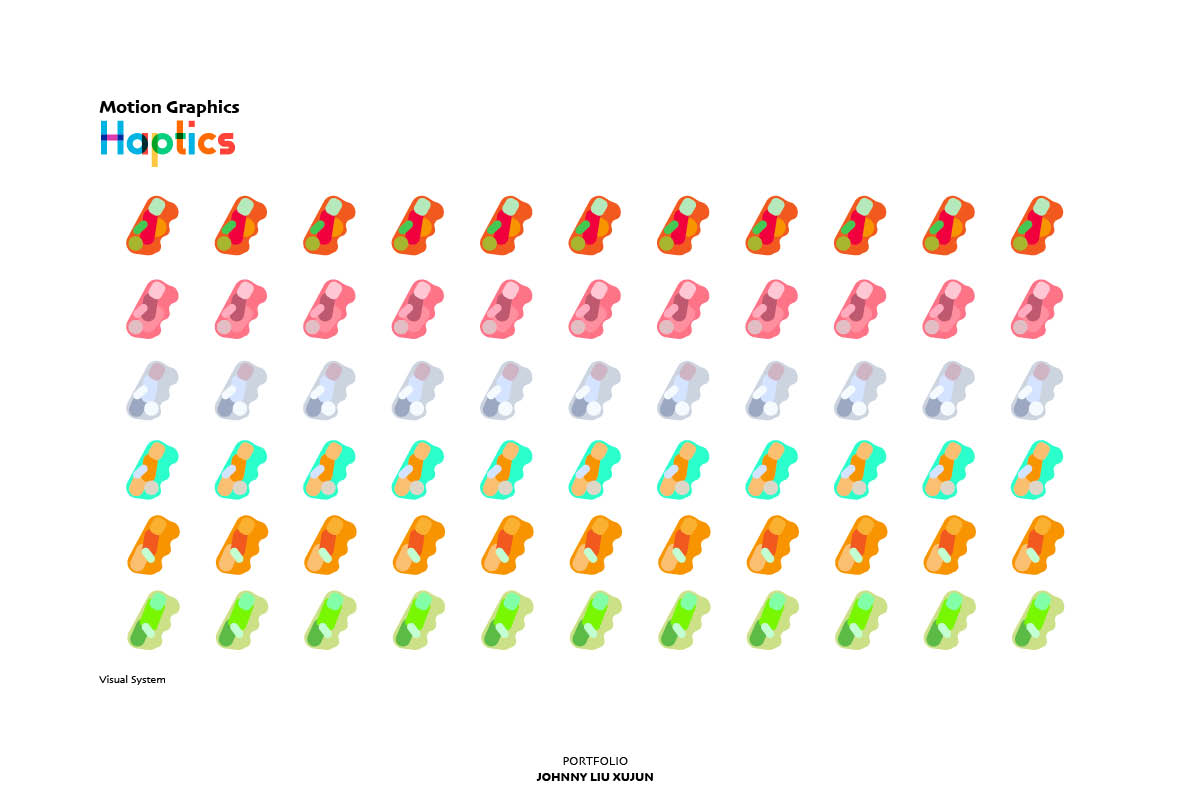 Motion Graphics
Haptics
Visual System
PORTFOLIO
JOHNNY LIU XUJUN